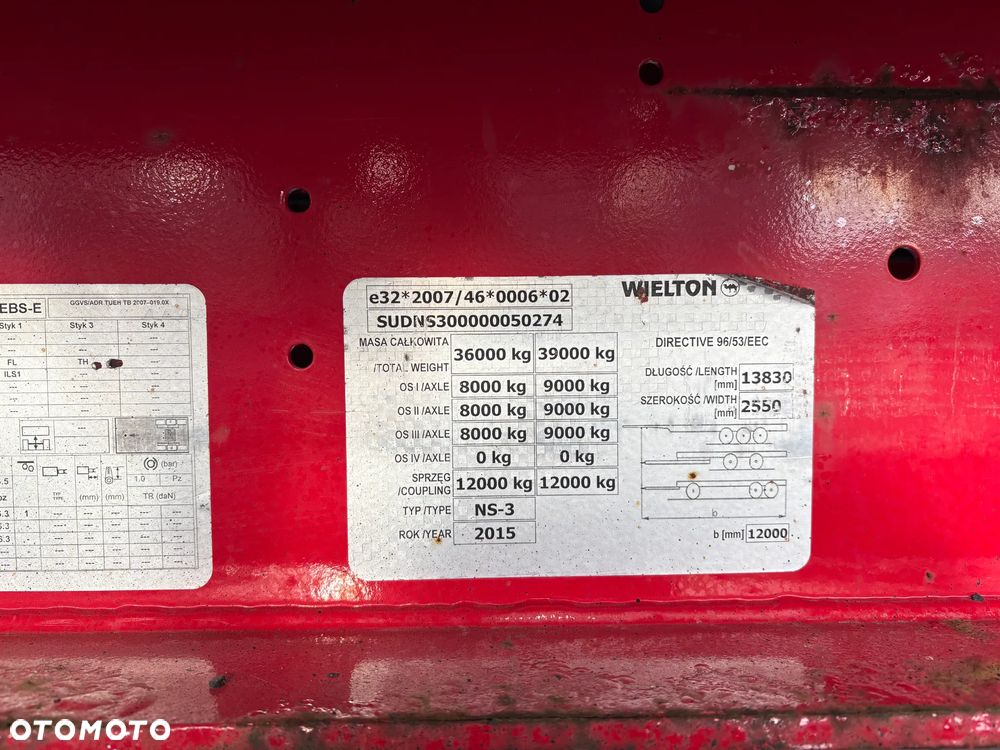 EBS-E
GGVS/ADR TUEH TB 2007-019.0X
Styk 1 Styk 3 Styk 4
--- --- ---
--- --- ---
FL TH
ILS1 --- ---
--- --- ---
--- --- ---
---
---
(bar)
1.0 Pz
TYP
TYPE (mm) (mm) TR (daN)
1 --- --- --- --- ---
--- --- --- --- ---
--- --- --- --- ---
--- --- --- --- ---
--- --- --- --- ---
e32*2007/46*0006*02
SUDNS300000050274
MASA CAŁKOWITA
/TOTAL WEIGHT 36000 kg 39000 kg
OS I /AXLE 8000 kg 9000 kg
OS II /AXLE 8000 kg 9000 kg
OS III /AXLE 8000 kg 9000 kg
OS IV /AXLE 0 kg 0 kg
SPRZĘG
/COUPLING 12000 kg 12000 kg
TYP /TYPE NS-3
ROK /YEAR 2015
WIELTON
DIRECTIVE 96/53/EEC
DŁUGOŚĆ /LENGTH
[mm] 13830
SZEROKOŚĆ /WIDTH
[mm] 2550
b
b [mm] 12000
OTOMOTO